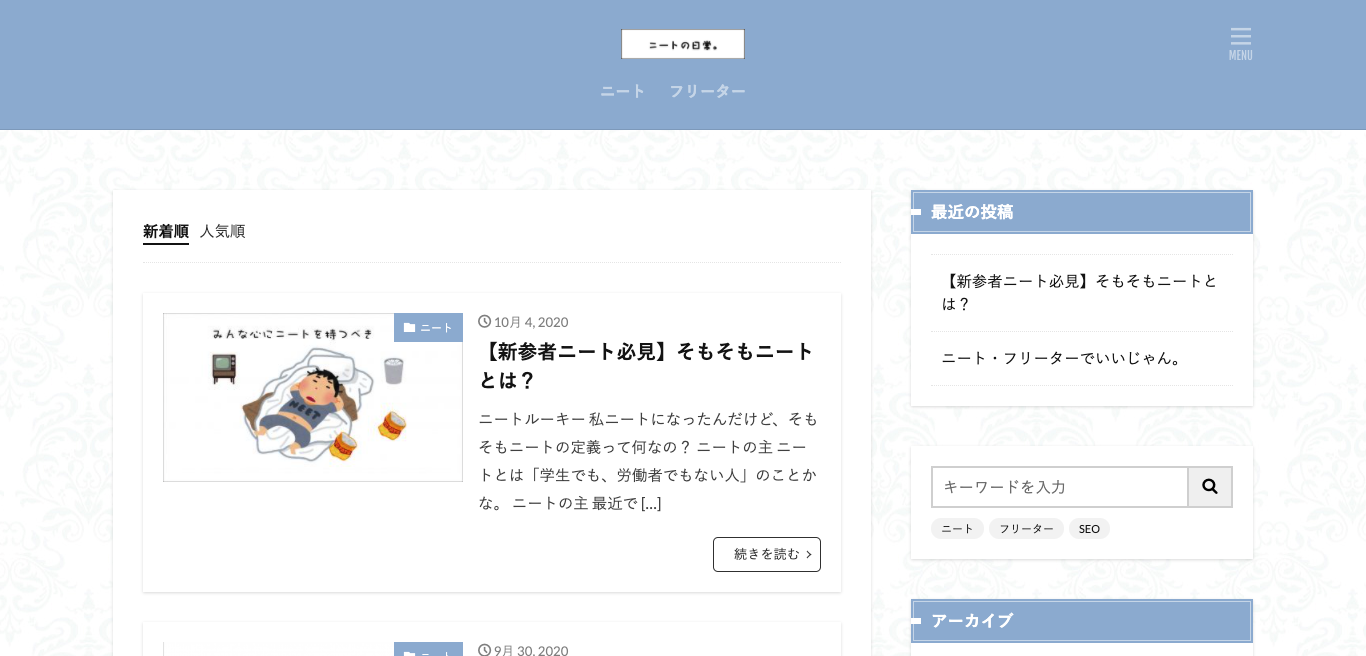 ニートの日常。
MENU
ニート フリーター
新着順 人気順
みんな心にニートを持つべき
NEET
ニート
10月 4, 2020
【新参者ニート必見】そもそもニート
とは？
ニートルーキー 私ニートになったんだけど、そも
そもニートの定義って何なの？ ニートの主 ニー
トとは「学生でも、労働者でもない人」のことか
な。 ニートの主 最近で [...]
続きを読む
ニート
9月 30, 2020
最近の投稿
【新参者ニート必見】そもそもニートと
は？
ニート・フリーターでいいじゃん。
キーワードを入力
ニート フリーター SEO
アーカイブ